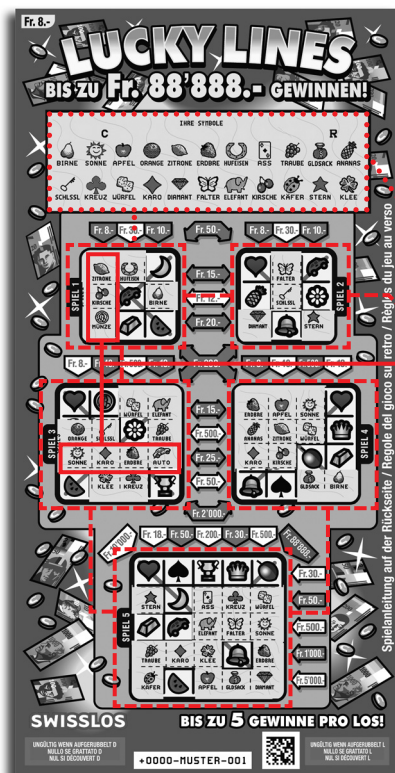 Fr. 8.-
LUCKY LINES
BIS ZU Fr. 88'888.- GEWINNEN!
IHRE SYMBOLE
C R
BIRNE SONNE APFEL ORANGE ZITRONE ERDBRE HUFEISEN ASS TRAUBE GLDSACK ANANAS
SCHLSSL KREUZ WÜRFEL KARO DIAMANT FALTER ELEFANT KIRSCHE KÄFER STERN KLEE
Fr. 8.- Fr. 30.- Fr. 10.- Fr. 50.- Fr. 8.- Fr. 30.- Fr. 10.-
SPIEL 1
ZITRONE HUFEISEN
KIRSCHE BIRNE
MÜNZE
Fr. 15.-
Fr. 12.-
Fr. 20.-
SPIEL 2
FALTER
SCHLSSL
DIAMANT STERN
Fr. 8.-
SPIEL 3
WÜRFEL ELEFANT
ORANGE SCHLSSL TRAUBE
SONNE KARO ERDBRE AUTO
KLEE KREUZ
Fr. 15.-
Fr. 500.-
Fr. 25.-
Fr. 50.-
SPIEL 4
ERDBRE APFEL SONNE
ANANAS ZITRONE WÜRFEL
KARO KIRSCHE
GLDSACK BIRNE
Fr. 2'000.-
Fr. 18.- Fr. 50.- Fr. 200.- Fr. 30.- Fr. 500.- Fr. 88'888.-
SPIEL 5
Fr. 30.-
STERN ASS KREUZ WÜRFEL
Fr. 50.-
ELEFANT FALTER SONNE
Fr. 500.-
TRAUBE KARO KLEE ERDBRE
Fr. 1'000.-
KÄFER APFEL GLDSACK DIAMANT
Fr. 5'000.-
Spielanleitung auf der Rückseite / Regole del gioco sul retro / Règles du jeu au verso
SWISSLOS
BIS ZU 5 GEWINNE PRO LOS!
UNGÜLTIG WENN AUFGERUBBELT D
NULLO SE GRATTATO D
NUL SI DÉCOUVERT D
+0000-MUSTER-001
UNGÜLTIG WENN AUFGERUBBELT L
NULLO SE GRATTATO L
NUL SI DÉCOUVERT L